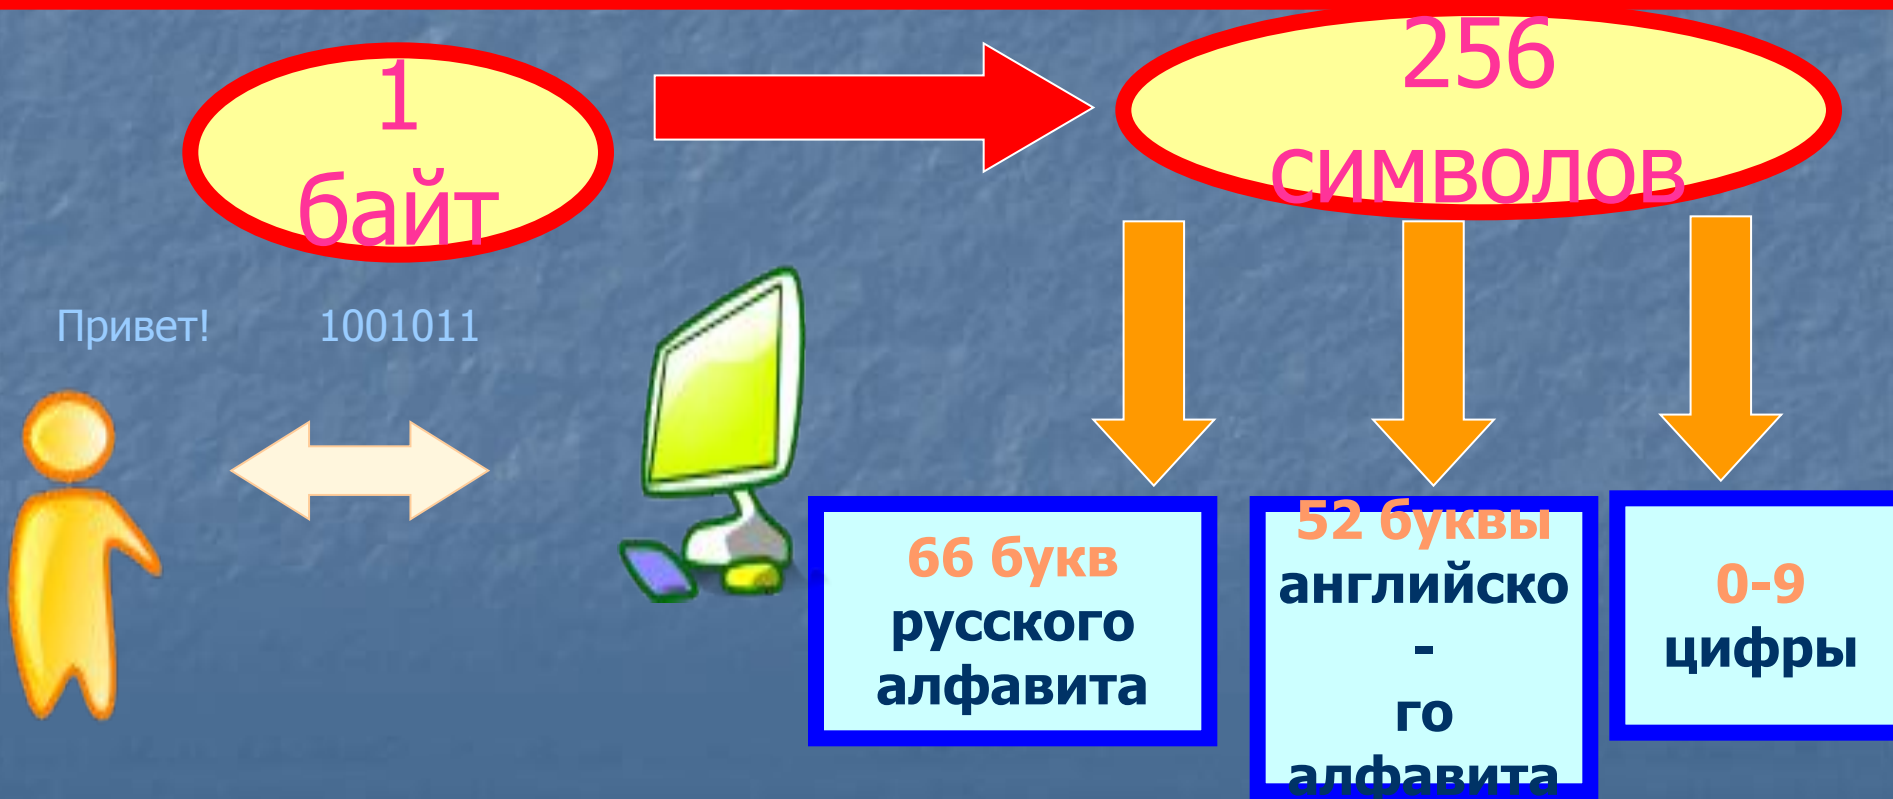 1
байт
256
символов
Привет!
1001011
66 букв
русского
алфавита
52 буквы
английско
-
го
алфавита
0-9
цифры